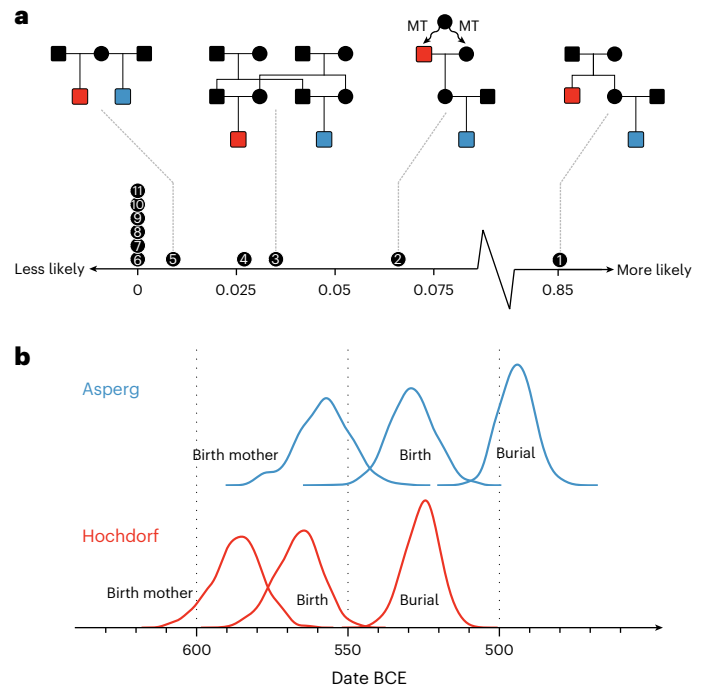 a
MT MT
11
10
9
8
7
6 5 4 3 2 1
Less likely More likely
0 0.025 0.05 0.075 0.85
b
Asperg
Birth mother Birth Burial
Hochdorf
Birth mother Birth Burial
600 550 500
Date BCE